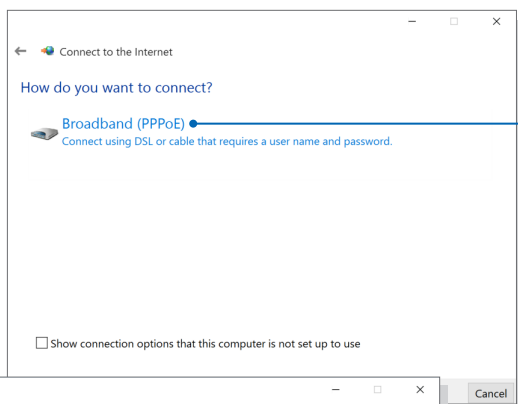 Connect to the Internet
How do you want to connect?
Broadband (PPPoE)
Connect using DSL or cable that requires a user name and password.
Show connection options that this computer is not set up to use
Cancel